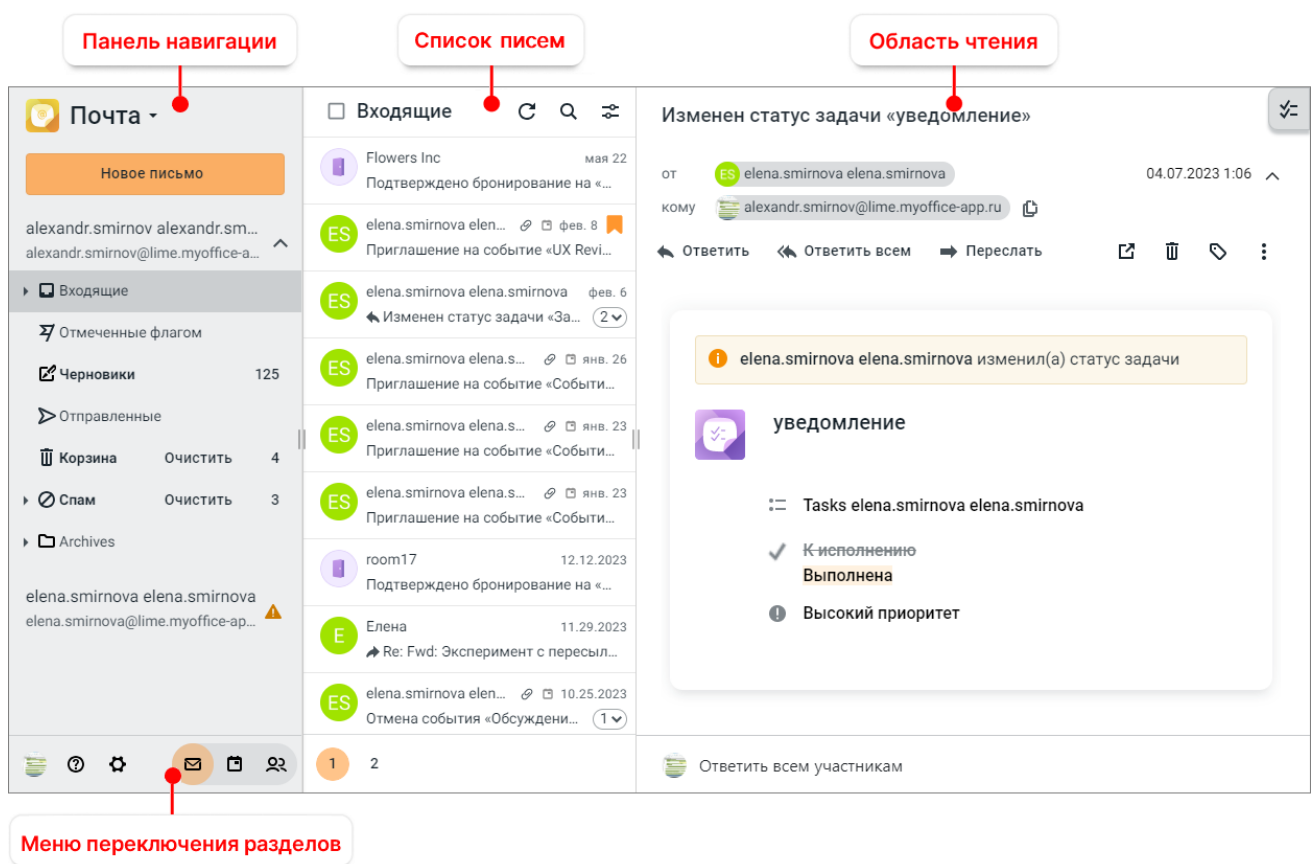 Панель навигации
Список писем
Область чтения
Почта
Новое письмо
alexandr.smirnov alexandr.sm...
alexandr.smirnov@lime.myoffice-a...
Входящие
Отмеченные флагом
Черновики 125
Отправленные
Корзина Очистить 4
Спам Очистить 3
Archives
elena.smirnova elena.smirnova
elena.smirnova@lime.myoffice-ap...
Входящие
Flowers Inc мая 22
Подтверждено бронирование на «...
ES elena.smirnova elen... фев. 8
Приглашение на событие «UX Revi...
ES elena.smirnova elena.smirnova фев. 6
Изменен статус задачи «За... 2
ES elena.smirnova elena.s... янв. 26
Приглашение на событие «Событи...
ES elena.smirnova elena.s... янв. 23
Приглашение на событие «Событи...
ES elena.smirnova elena.s... янв. 23
Приглашение на событие «Событи...
room17 12.12.2023
Подтверждено бронирование на «...
E Елена 11.29.2023
Re: Fwd: Эксперимент с пересыл...
ES elena.smirnova elen... 10.25.2023
Отмена события «Обсуждени... 1
1 2
Изменен статус задачи «уведомление»
от ES elena.smirnova elena.smirnova 04.07.2023 1:06
кому alexandr.smirnov@lime.myoffice-app.ru
Ответить Ответить всем Переслать
elena.smirnova elena.smirnova изменил(а) статус задачи
уведомление
Tasks elena.smirnova elena.smirnova
К исполнению
Выполнена
Высокий приоритет
Ответить всем участникам
Меню переключения разделов